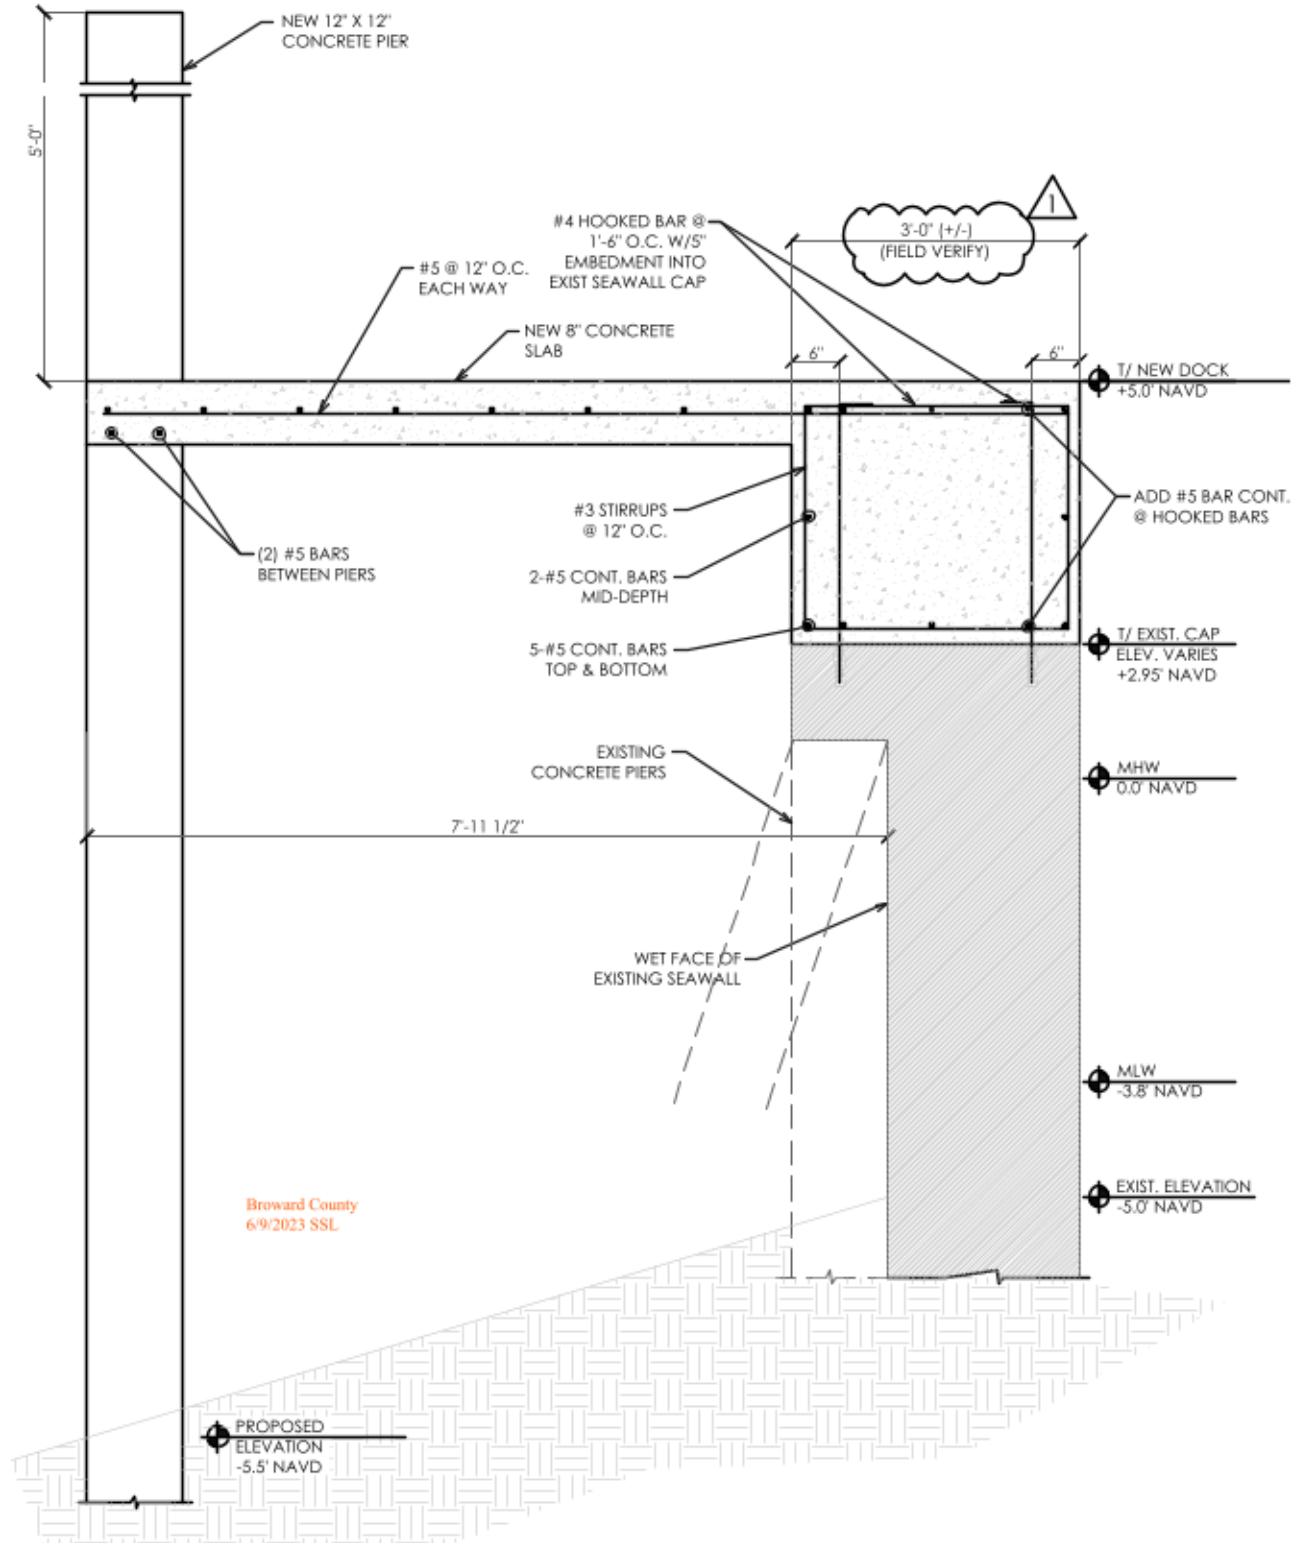 NEW 12" X 12"
CONCRETE PIER
5'-0"
1
3'-0" (+/-)
(FIELD VERIFY)
#4 HOOKED BAR @
1'-6" O.C. W/5"
EMBEDMENT INTO
EXIST SEAWALL CAP
#5 @ 12" O.C.
EACH WAY
NEW 8" CONCRETE
SLAB
6"
6"
T/ NEW DOCK
+5.0' NAVD
#3 STIRRUPS
@ 12" O.C.
ADD #5 BAR CONT.
@ HOOKED BARS
(2) #5 BARS
BETWEEN PIERS
2-#5 CONT. BARS
MID-DEPTH
5-#5 CONT. BARS
TOP & BOTTOM
T/ EXIST. CAP
ELEV. VARIES
+2.95' NAVD
EXISTING
CONCRETE PIERS
MHW
0.0' NAVD
7'-11 1/2"
WET FACE OF
EXISTING SEAWALL
MLW
-3.8' NAVD
EXIST. ELEVATION
-5.0' NAVD
Broward County
6/9/2023 SSL
PROPOSED
ELEVATION
-5.5' NAVD